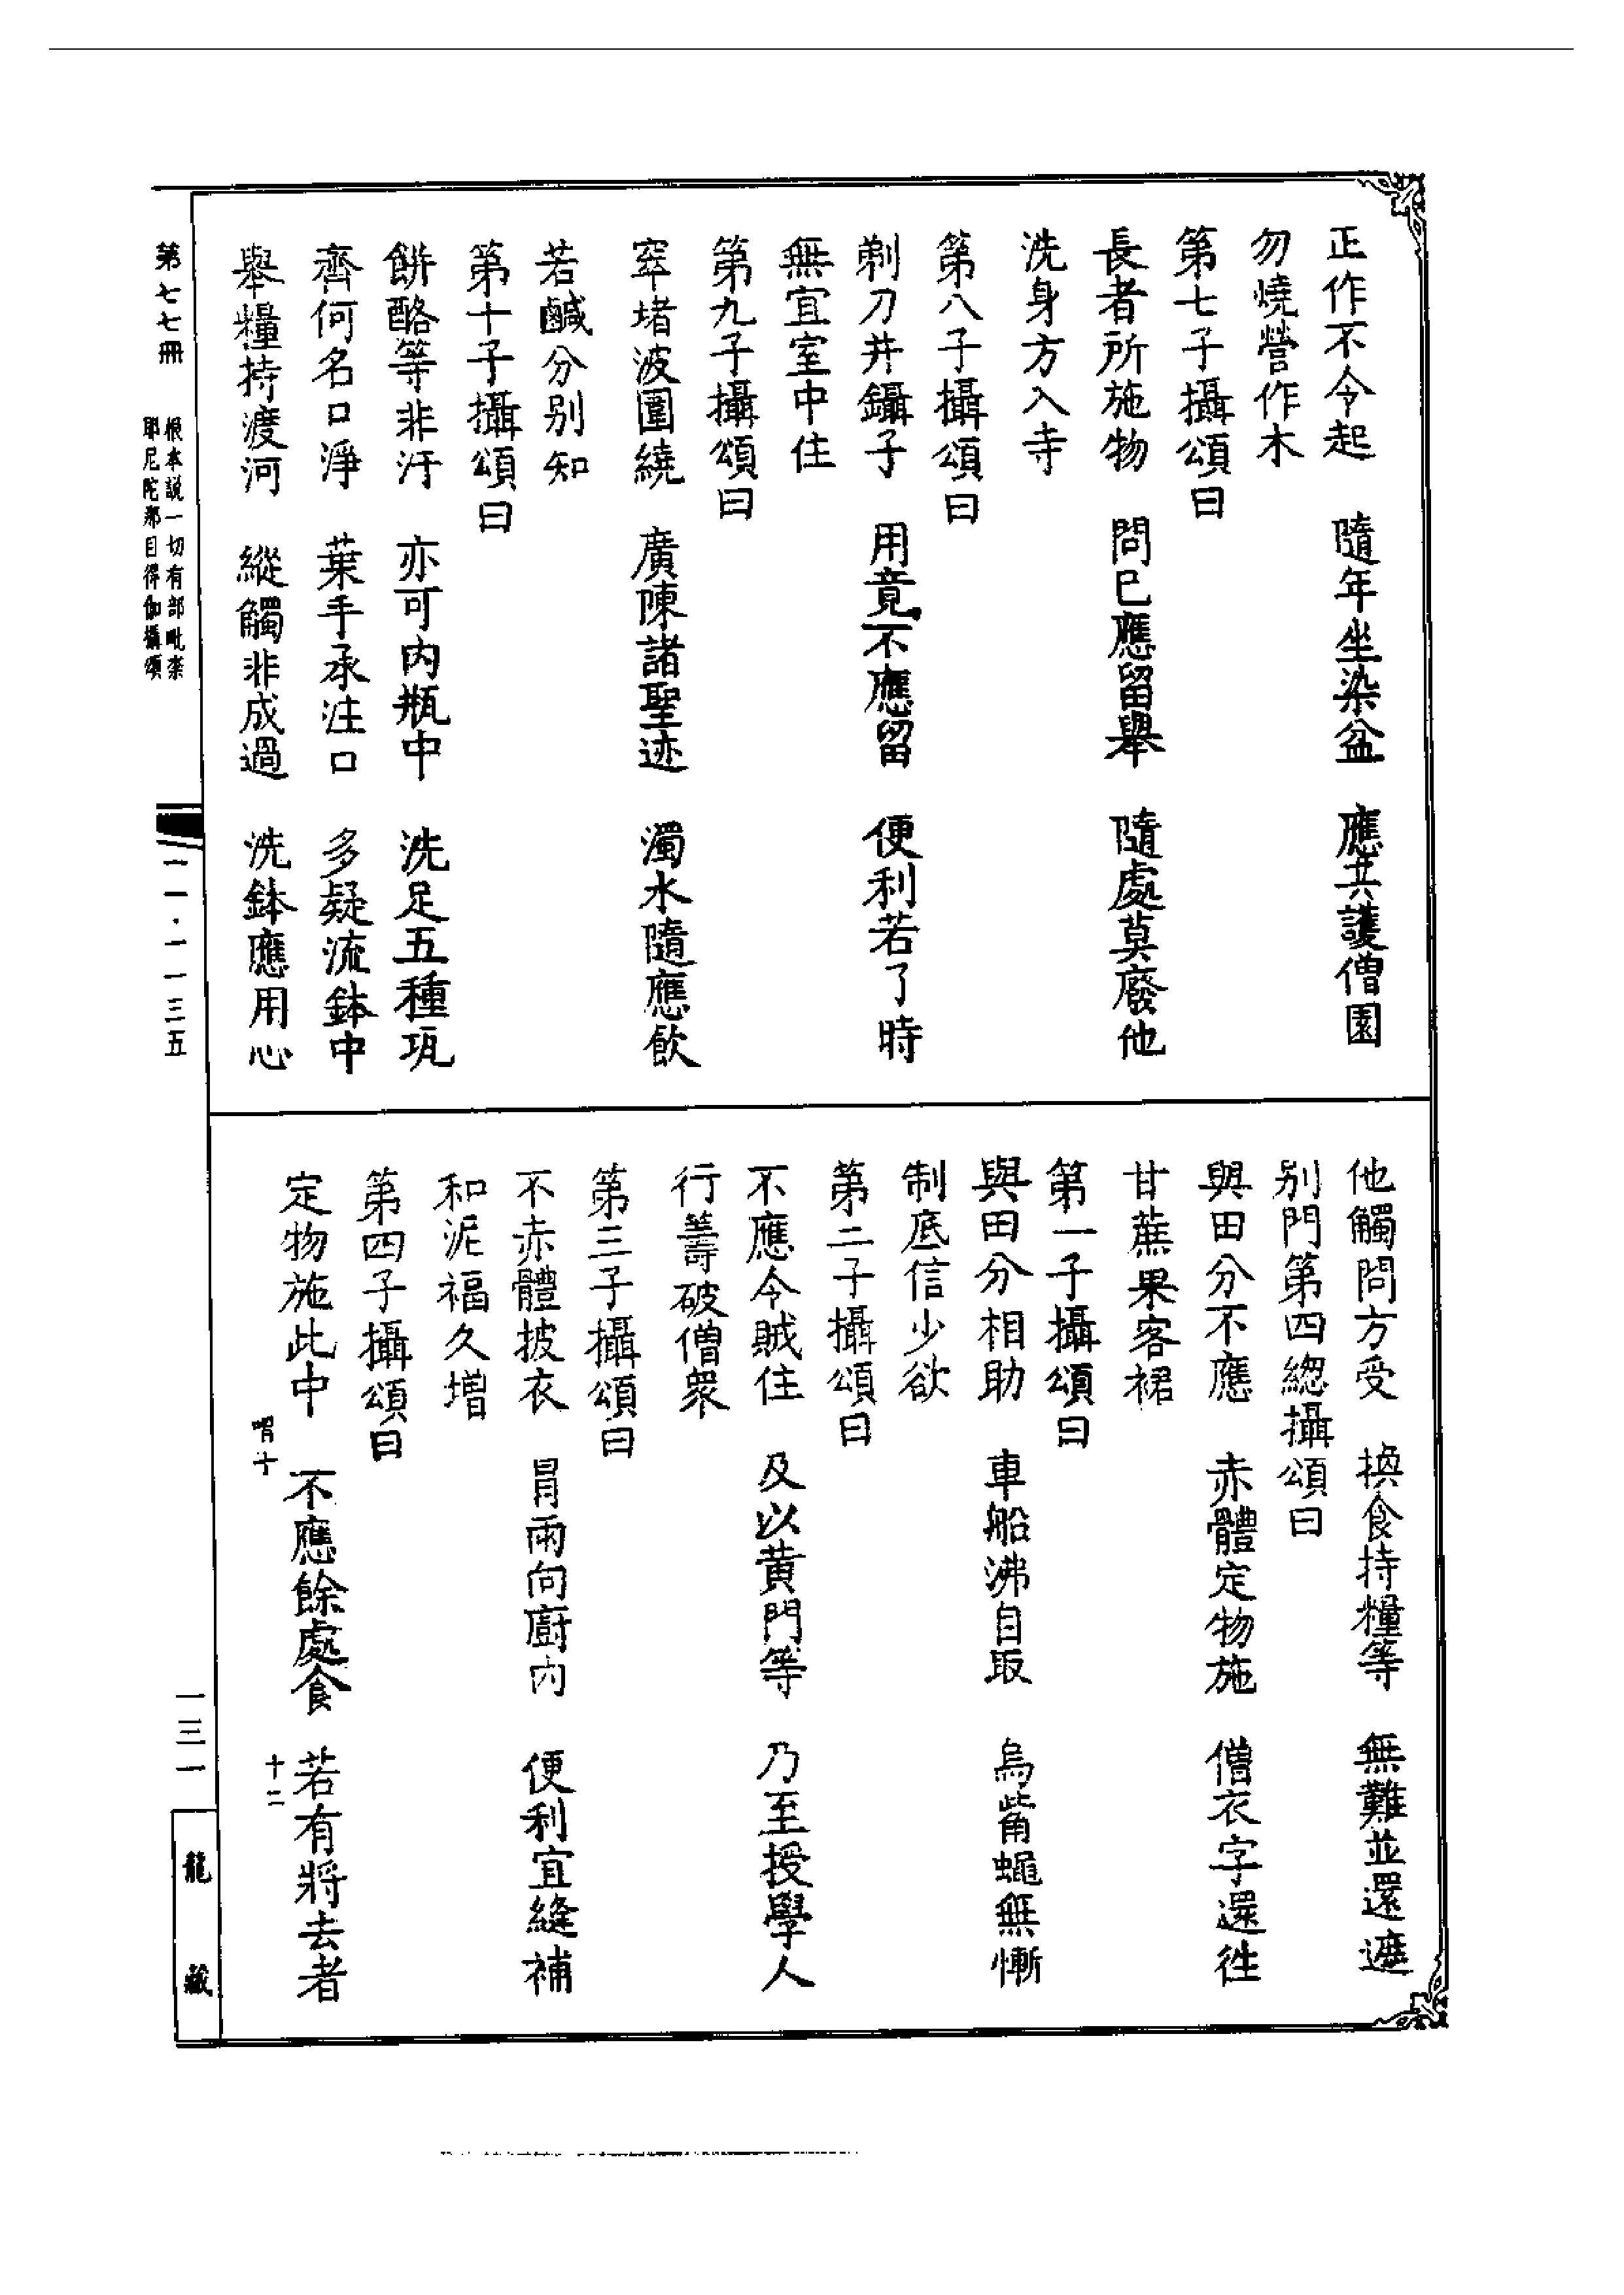 正作不令起　隨年坐染盆　應共護僧園
勿燒營作木
第七子攝頌曰
長者所施物　問已應留舉　隨處莫廢他
洗身方入寺
第八子攝頌曰
剃刀并鑷子　用竟不應留　便利若了時
無宜室中住
第九子攝頌曰
窣堵波圍繞　廣陳諸聖迹　濁水隨應飲
若鹹分別知
第十子攝頌曰
餅酪等非汙　亦可內瓶中　洗足五種瓨
齊何名口淨　葉手承注口　多疑流鉢中
舉糧持渡河　縱觸非成過　洗鉢應用心
他觸問方受　換食持糧等　無難並還遮
別門第四總攝頌曰
與田分不應　赤體定物施　僧衣字還往
甘蔗果客裙
第一子攝頌曰
與田分相助　車船沸自取　烏觜蠅無慚
制底信少欲
第二子攝頌曰
不應令賊住　及以黃門等　乃至授學人
行籌破僧衆
第三子攝頌曰
不赤體披衣　冒雨向廚內　便利宜縫補
和泥福久增
第四子攝頌曰
定物施此中　不應餘處食　若有將去者
十二
第七七冊
根本說一切有部毗柰
耶尼陀那目得伽攝頌
一一·一一三五
一三一
龍藏